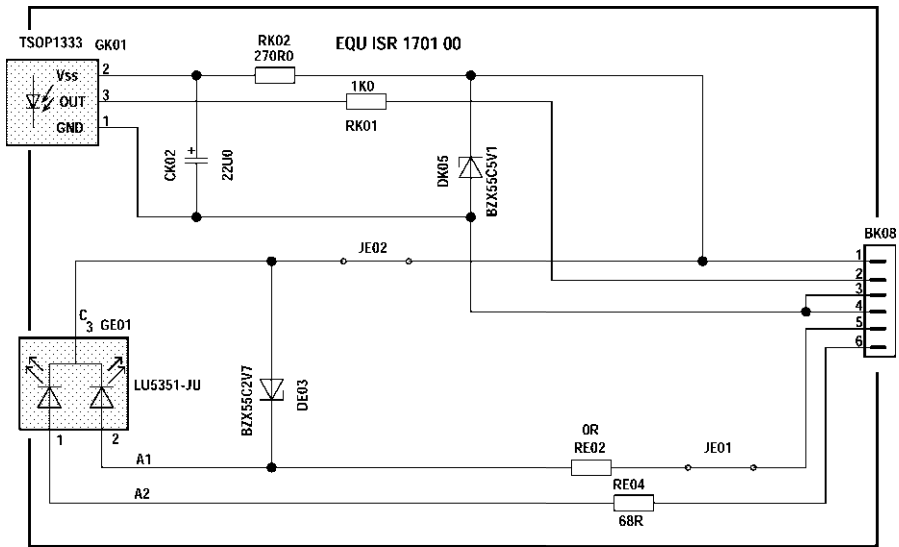 TSOP1333 GK01
RK02
270R0
EQU ISR 1701 00
Vss 2
OUT 3
GND 1
1K0
RK01
CK02
+
22U0
DK05
BZX55C5V1
BK08
1
2
3
4
5
6
JE02
C
3 GE01
LU5351-JU
1 2
BZX55C2V7
DE03
A1
A2
0R
RE02
JE01
RE04
68R